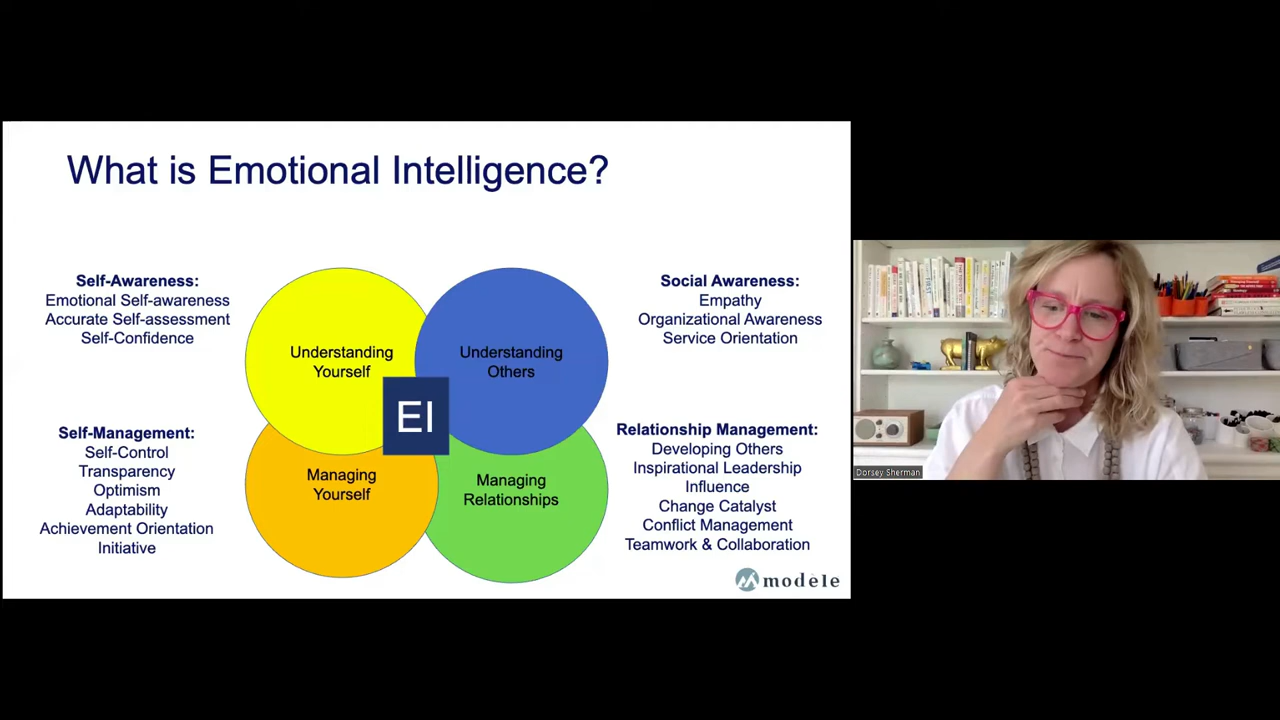 What is Emotional Intelligence?
Self-Awareness:
Emotional Self-awareness
Accurate Self-assessment
Self-Confidence
Understanding
Yourself
Understanding
Others
Social Awareness:
Empathy
Organizational Awareness
Service Orientation
EI
Self-Management:
Self-Control
Transparency
Optimism
Adaptability
Achievement Orientation
Initiative
Managing
Yourself
Managing
Relationships
Relationship Management:
Developing Others
Inspirational Leadership
Influence
Change Catalyst
Conflict Management
Teamwork & Collaboration
modèle
Dorsey Sherman